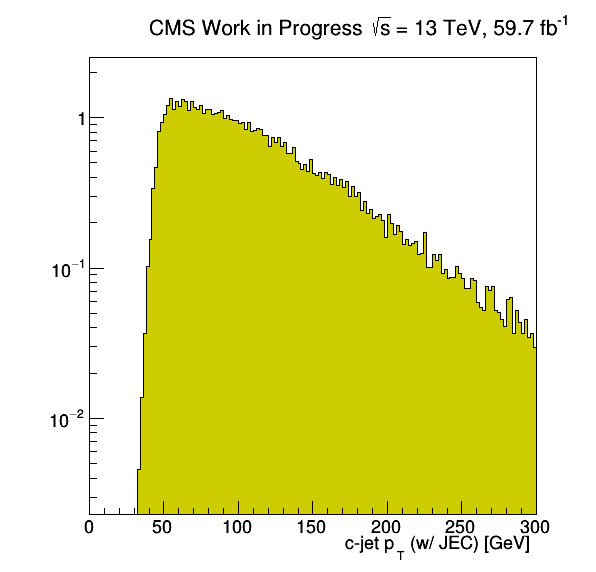 CMS Work in Progress √s = 13 TeV, 59.7 fb⁻¹
1
10⁻¹
10⁻²
0 50 100 150 200 250 300
c-jet p_T (w/ JEC) [GeV]